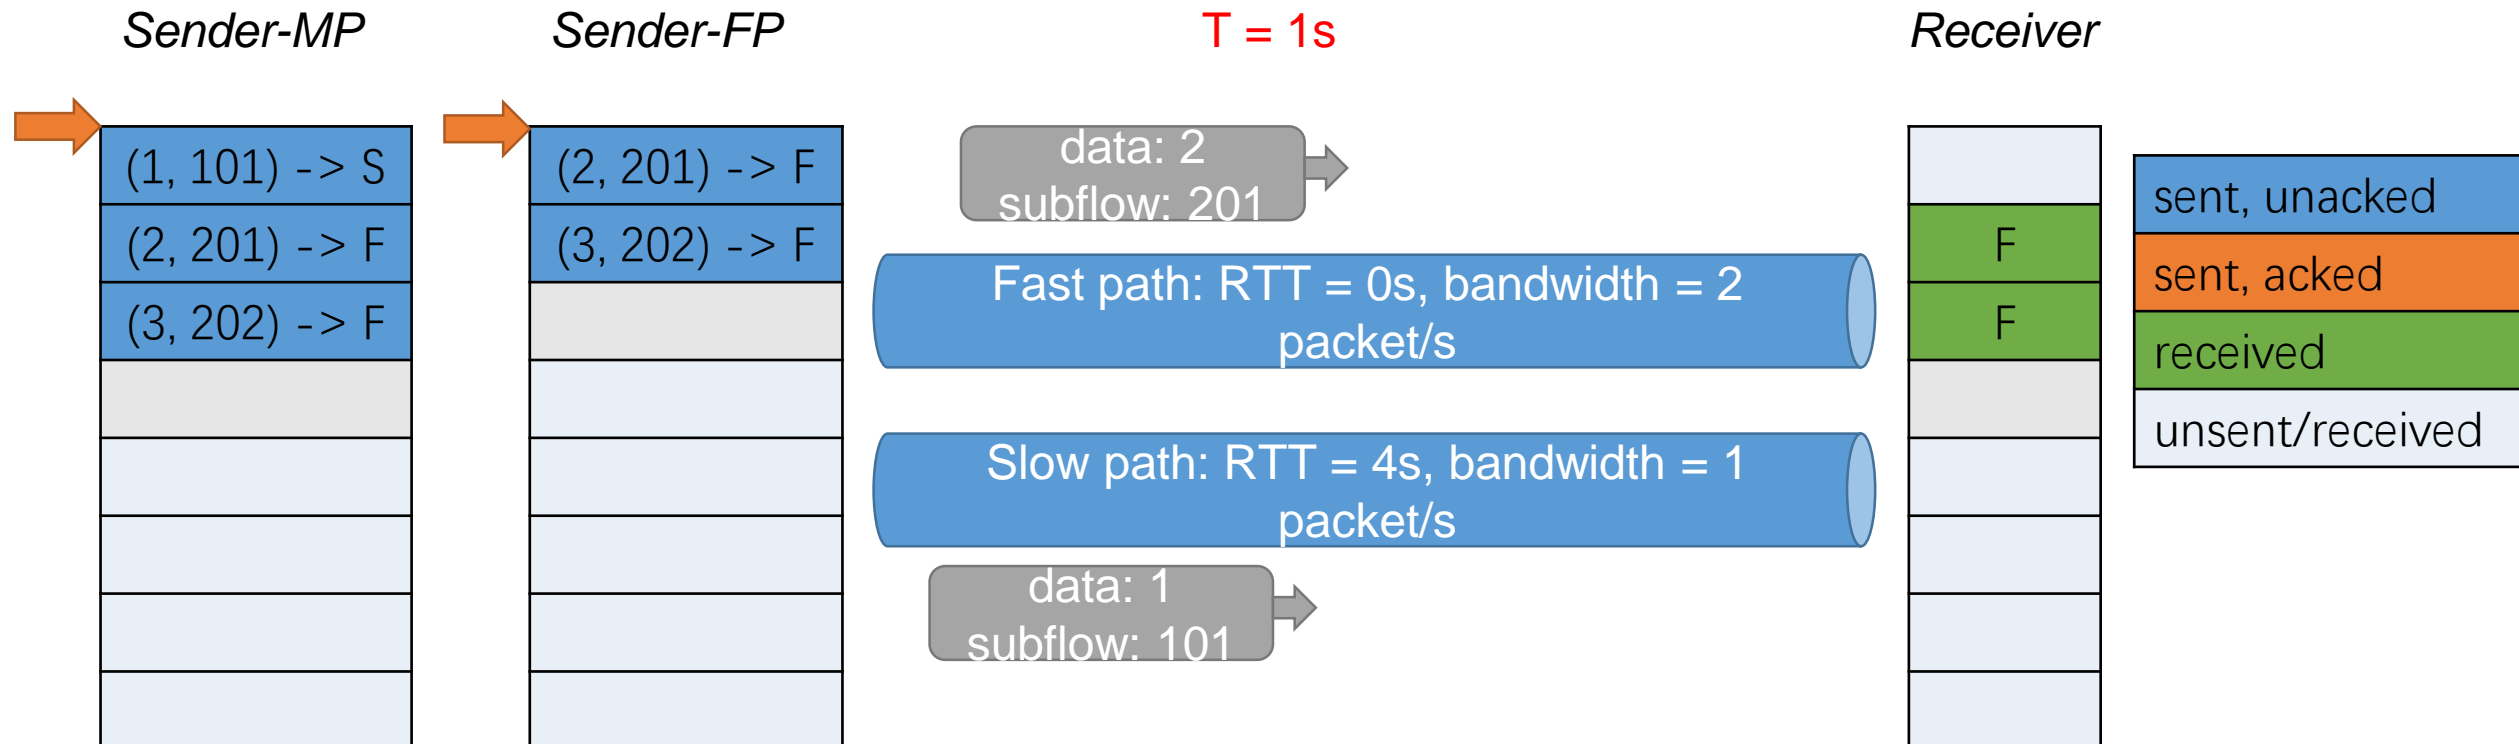 Sender-MP
Sender-FP
T = 1s
Receiver
(1, 101) -> S
(2, 201) -> F
(3, 202) -> F
(2, 201) -> F
(3, 202) -> F
data: 2
subflow: 201
Fast path: RTT = 0s, bandwidth = 2
packet/s
Slow path: RTT = 4s, bandwidth = 1
packet/s
data: 1
subflow: 101
F
F
sent, unacked
sent, acked
received
unsent/received